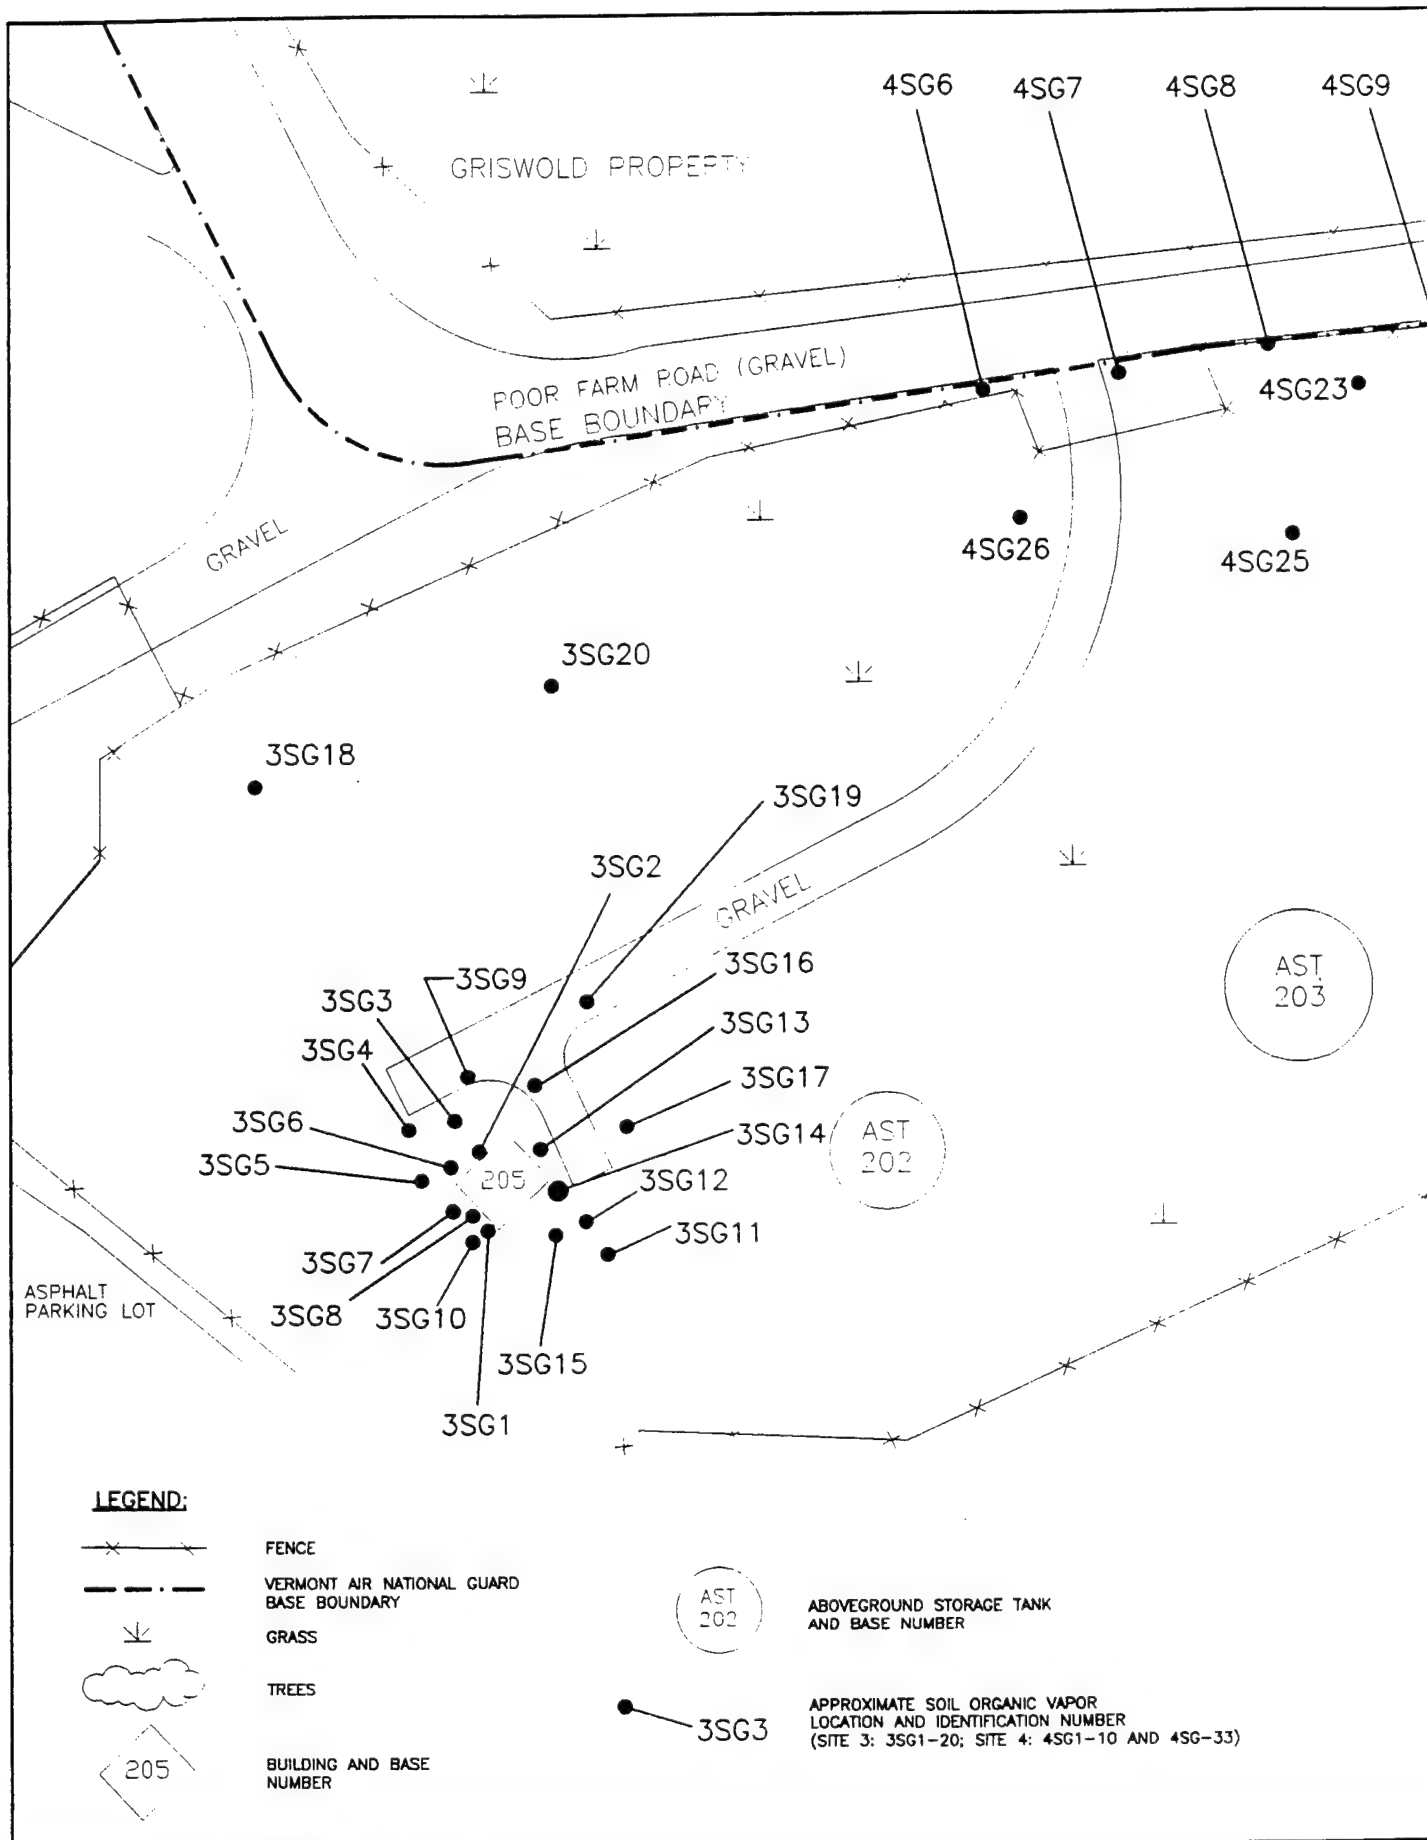 4SG6
4SG7
4SG8
4SG9
GRISWOLD PROPERTY
POOR FARM ROAD (GRAVEL)
BASE BOUNDARY
4SG23
GRAVEL
4SG26
4SG25
3SG20
3SG18
3SG19
3SG2
GRAVEL
3SG16
3SG9
AST
203
3SG3
3SG13
3SG4
3SG17
3SG6
3SG14
AST
202
3SG5
205
3SG12
3SG11
3SG7
ASPHALT
PARKING LOT
3SG8
3SG10
3SG15
3SG1
LEGEND:
FENCE
VERMONT AIR NATIONAL GUARD
BASE BOUNDARY
GRASS
TREES
205
BUILDING AND BASE
NUMBER
AST
202
ABOVEGROUND STORAGE TANK
AND BASE NUMBER
3SG3
APPROXIMATE SOIL ORGANIC VAPOR
LOCATION AND IDENTIFICATION NUMBER
(SITE 3: 3SG1-20; SITE 4: 4SG1-10 AND 4SG-33)